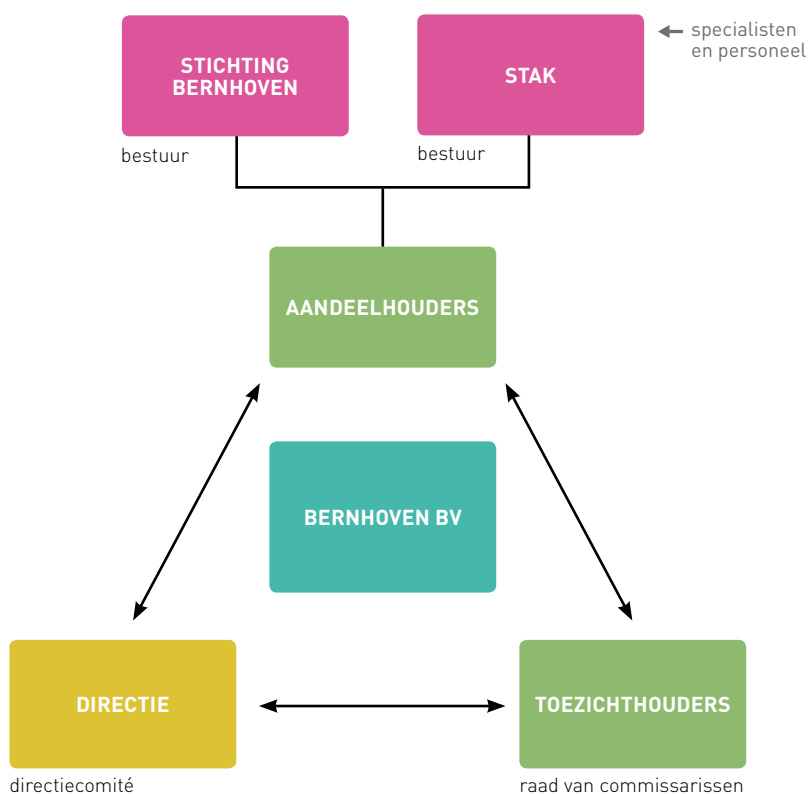 STICHTING
BERNHOVEN
STAK
specialisten
en personeel
bestuur
bestuur
AANDEELHOUDERS
BERNHOVEN BV
DIRECTIE
TOEZICHTHOUDERS
directiecomité
raad van commissarissen